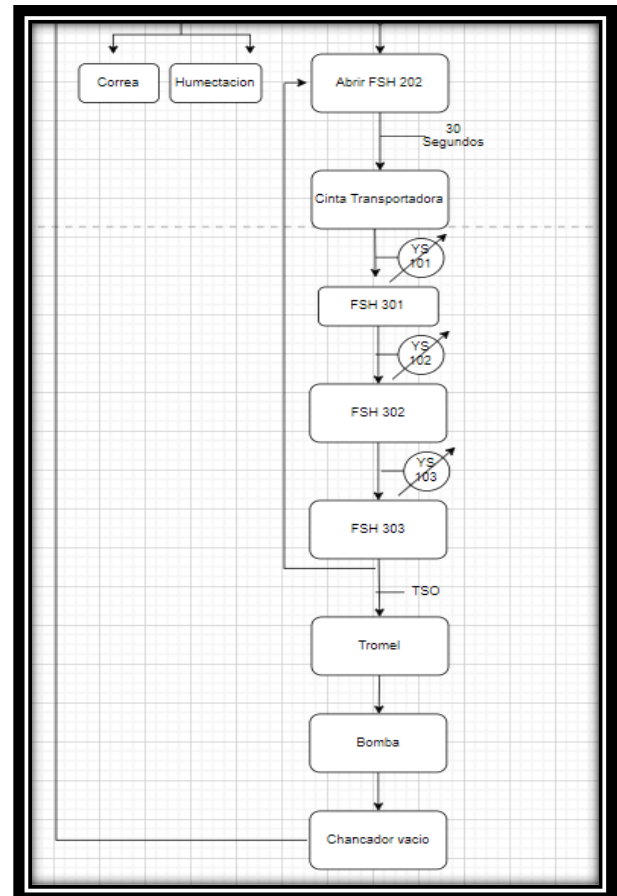 Correa
Humectacion
Abrir FSH 202
30
Segundos
Cinta Transportadora
YS
101
FSH 301
YS
102
FSH 302
YS
103
FSH 303
TSO
Tromel
Bomba
Chancador vacio